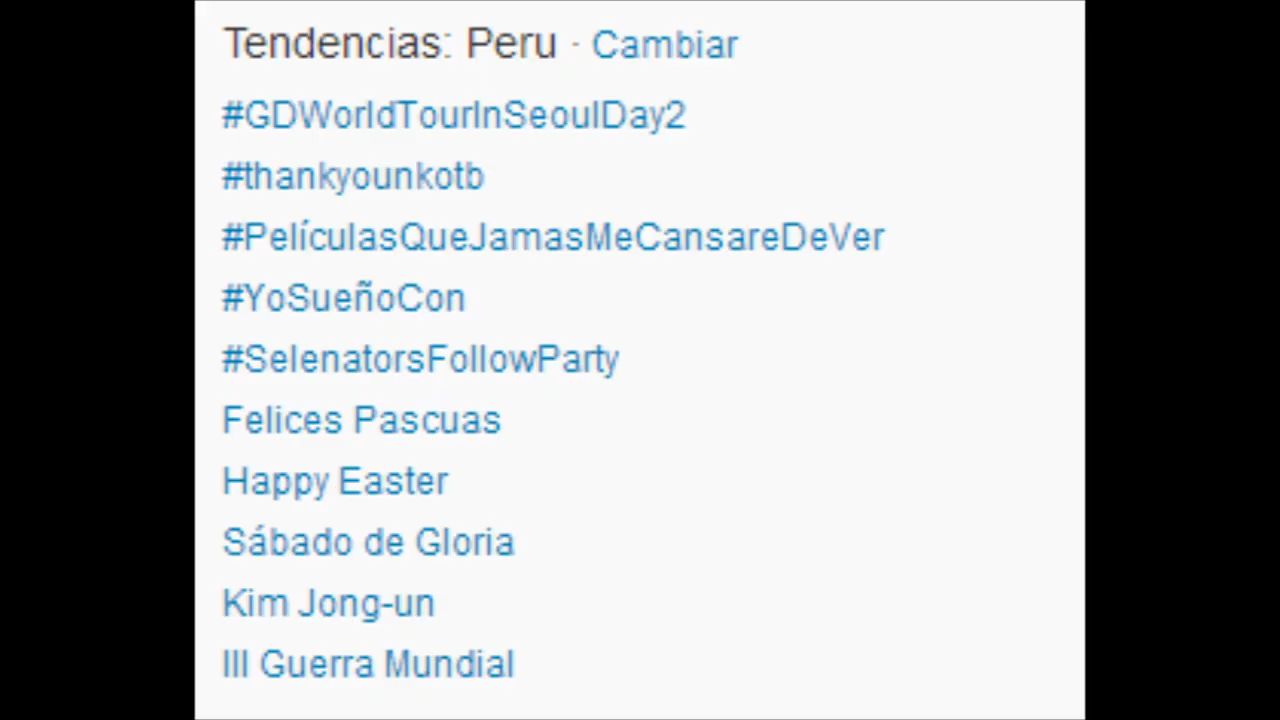 Tendencias: Peru · Cambiar
#GDWorldTourInSeoulDay2
#thankyounkotb
#PelículasQueJamasMeCansareDeVer
#YoSueñoCon
#SelenatorsFollowParty
Felices Pascuas
Happy Easter
Sábado de Gloria
Kim Jong-un
III Guerra Mundial